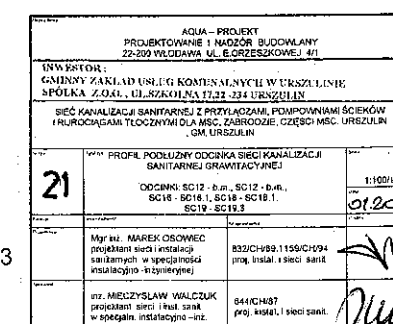 AQUA – PROJEKT
PROJEKTOWANIE I NADZÓR BUDOWLANY
22-200 WŁODAWA UL. E.ORZESZKOWEJ 4/1
INWESTOR :
GMINNY ZAKŁAD USŁUG KOMUNALNYCH W URSZULINIE
SPÓŁKA Z.O.O., UL.SZKOLNA 17,22 -234 URSZULIN
SIEĆ KANALIZACJI SANITARNEJ Z PRZYŁĄCZAMI, POMPOWNIAMI ŚCIEKÓW
I RUROCIĄGAMI TŁOCZNYMI DLA MSC. ZABRODZIE, CZĘŚCI MSC. URSZULIN
, GM. URSZULIN
PROFIL PODŁUŻNY ODCINKA SIECI KANALIZACJI
SANITARNEJ GRAWITACYJNEJ
21
1:100/
ODCINKI: SC12 - b.m., SC12 - b.m.,
SC16 - SC16.1, SC18 - SC18.1,
SC19 - SC19.3
01.20
3
Mgr inż. MAREK OSOWIEC
projektant sieci i instalacji
sanitarnych w specjalności
instalacyjno -inżynieryjnej
832/CH/89,1159/CH/94
proj. instal. i sieci sanit.
inż. MIECZYSŁAW WALCZUK
projektant sieci i inst. sanit.
w specjaln. instalacyjno –inż.
644/CH/87
proj. instal. i sieci sanit.